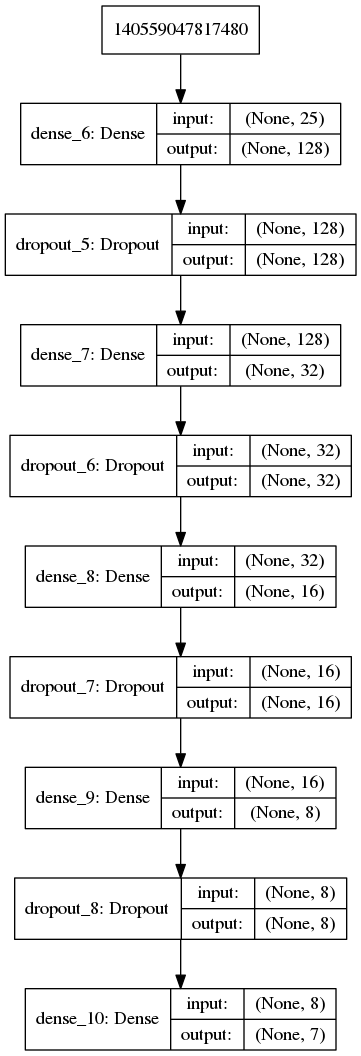 140559047817480
dense_6: Dense
input: (None, 25)
output: (None, 128)
dropout_5: Dropout
input: (None, 128)
output: (None, 128)
dense_7: Dense
input: (None, 128)
output: (None, 32)
dropout_6: Dropout
input: (None, 32)
output: (None, 32)
dense_8: Dense
input: (None, 32)
output: (None, 16)
dropout_7: Dropout
input: (None, 16)
output: (None, 16)
dense_9: Dense
input: (None, 16)
output: (None, 8)
dropout_8: Dropout
input: (None, 8)
output: (None, 8)
dense_10: Dense
input: (None, 8)
output: (None, 7)